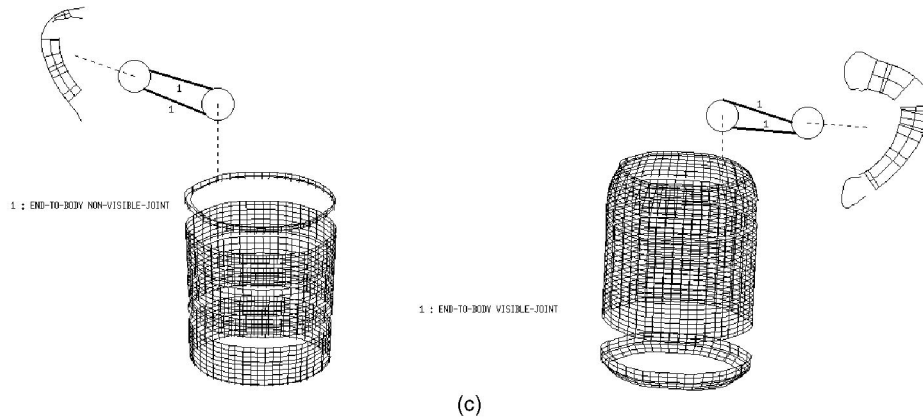 1
1
1
1
1 : END-TO-BODY NON-VISIBLE-JOINT
1 : END-TO-BODY VISIBLE-JOINT
(c)